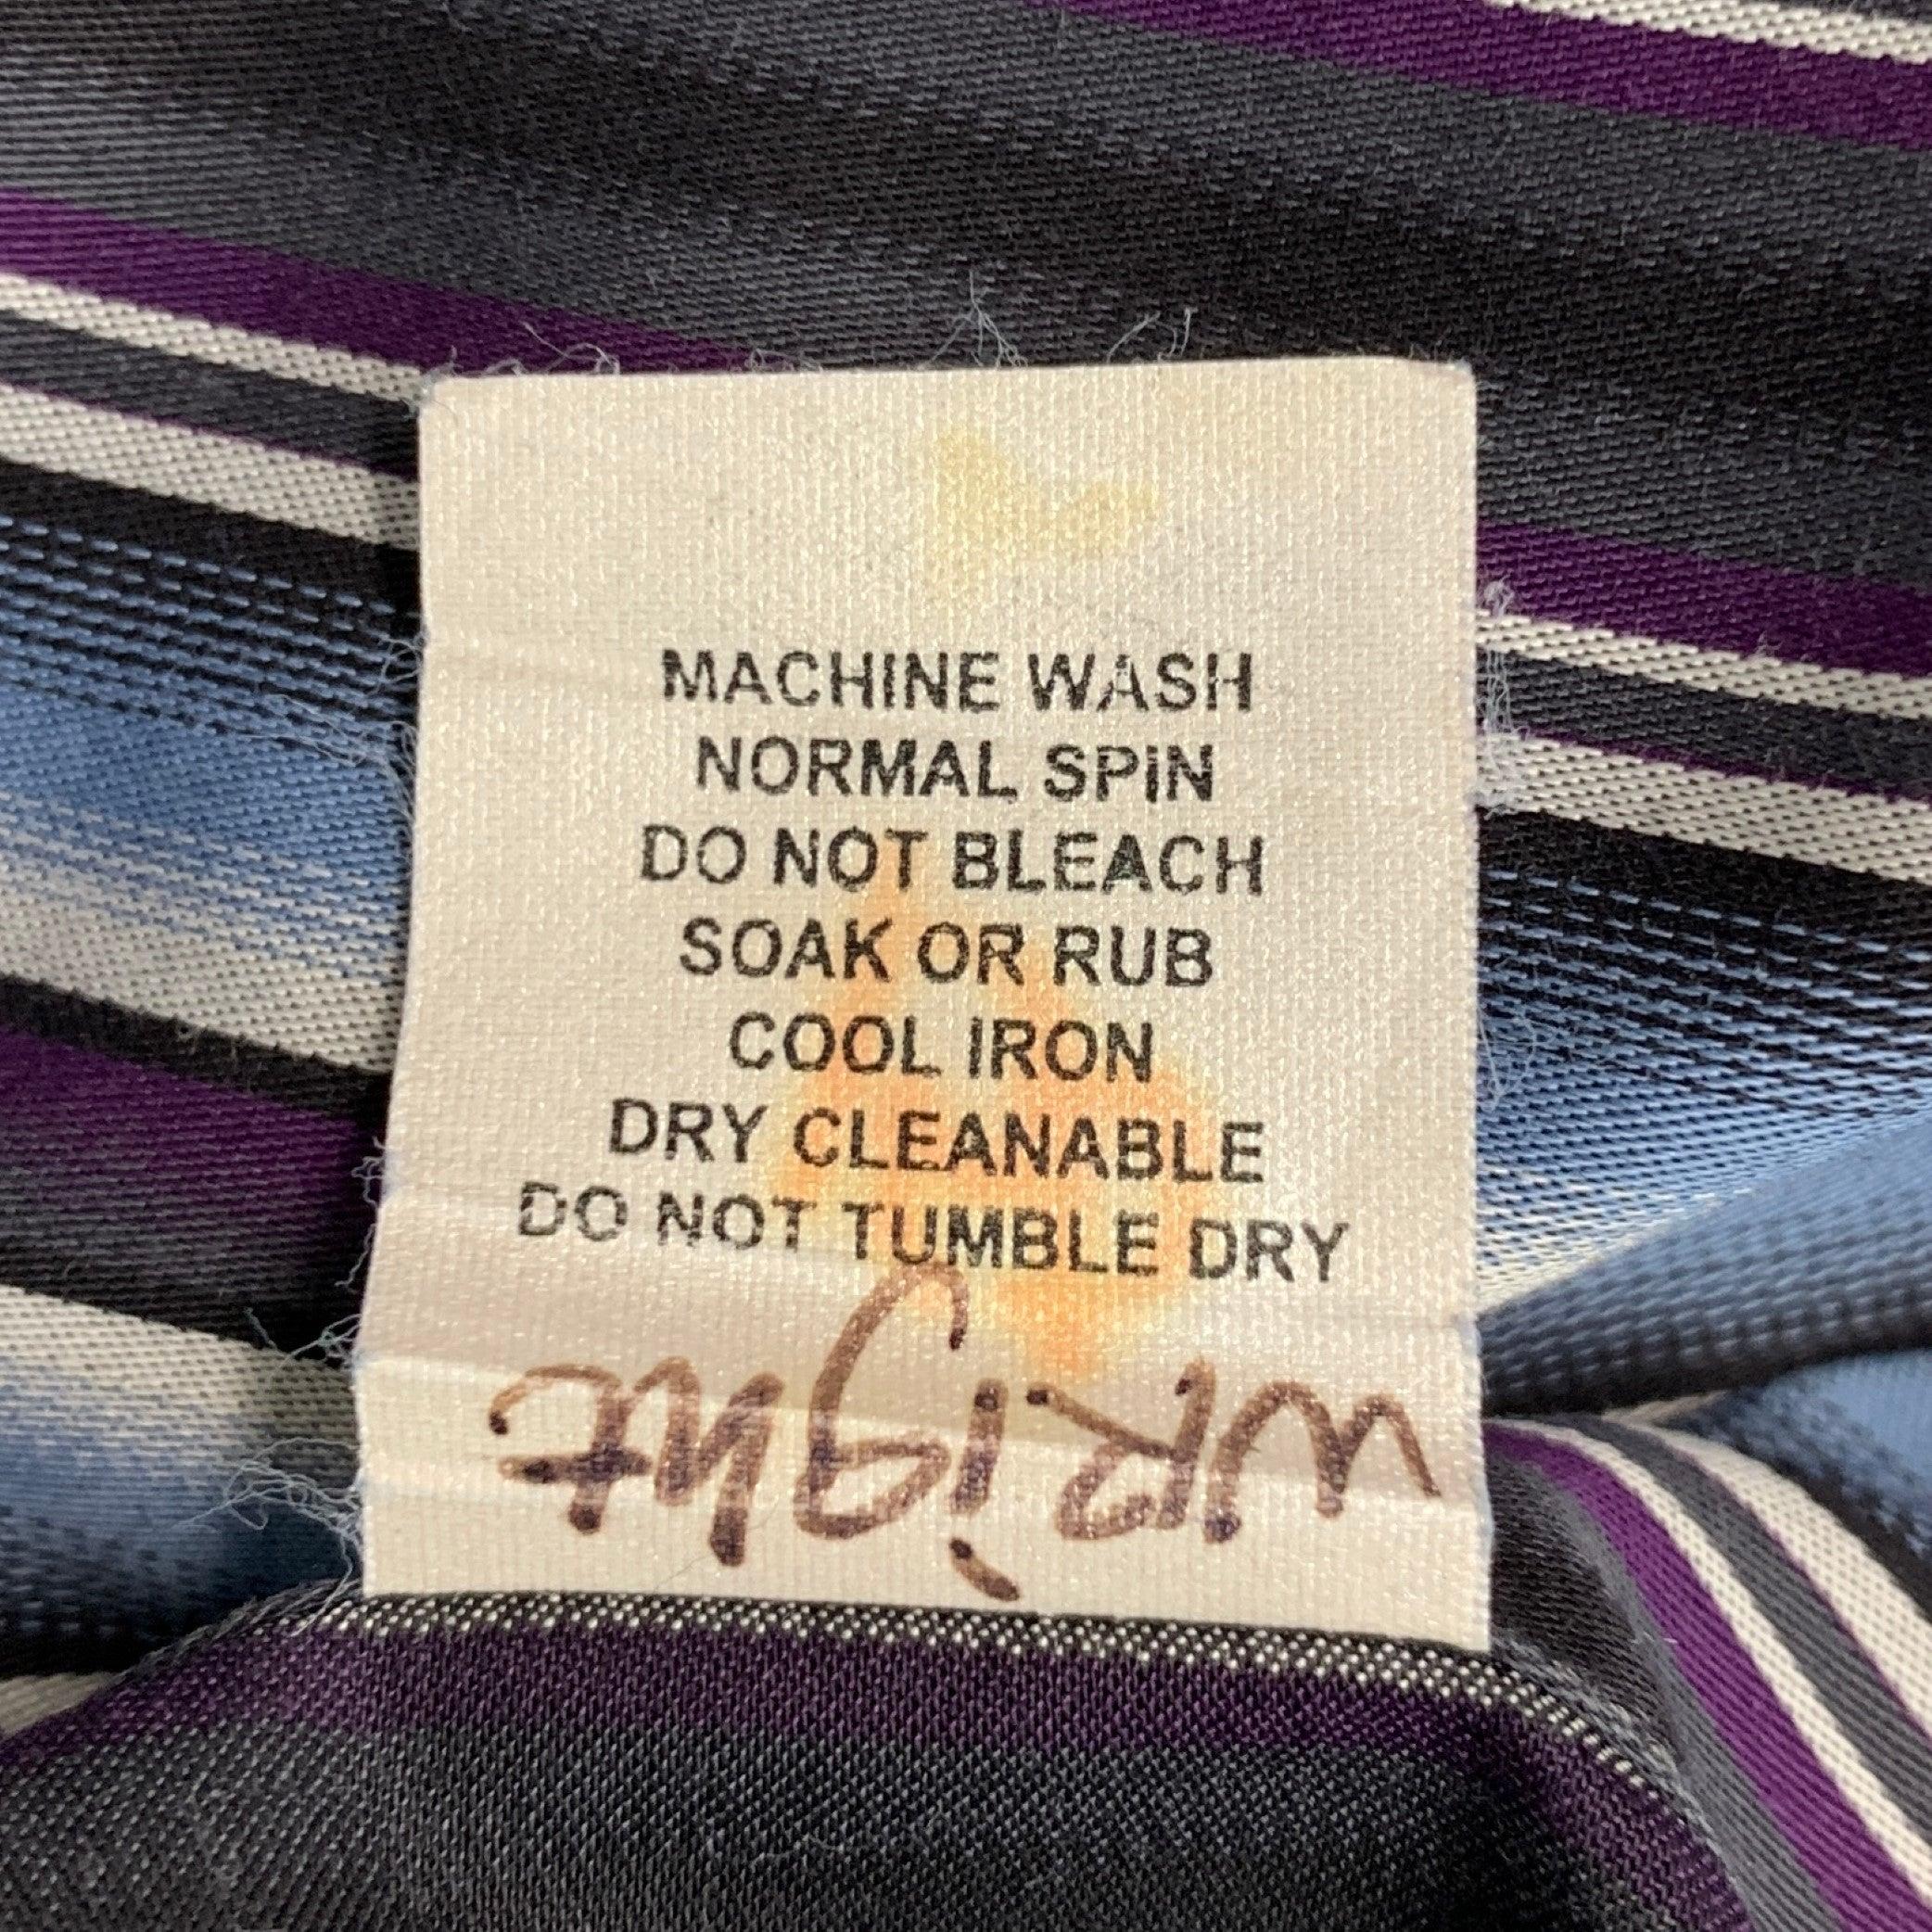 MACHINE WASH
NORMAL SPIN
DO NOT BLEACH
SOAK OR RUB
COOL IRON
DRY CLEANABLE
DO NOT TUMBLE DRY
WRight